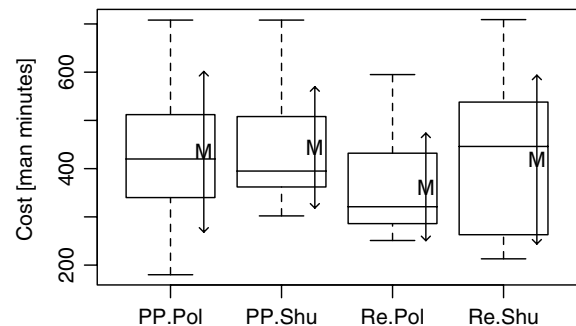 Cost [man minutes]
600
400
200
M
M
M
M
PP.Pol
PP.Shu
Re.Pol
Re.Shu